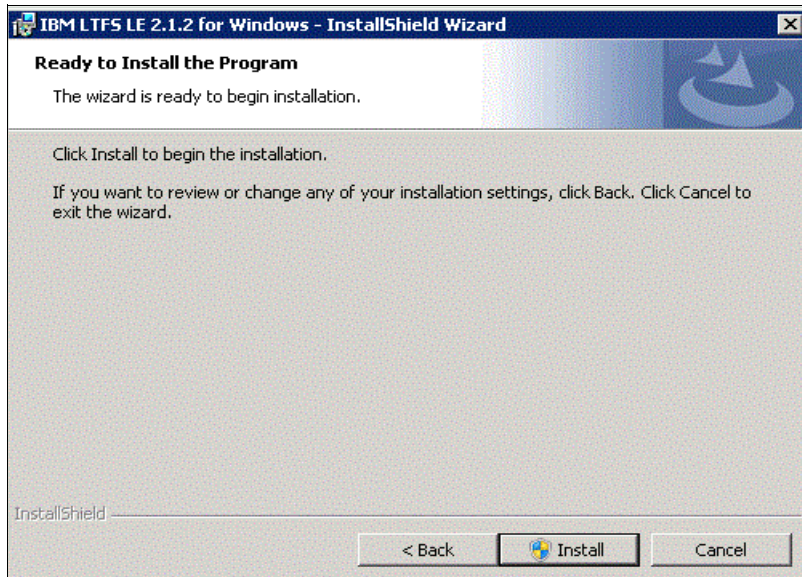 IBM LTFS LE 2.1.2 for Windows - InstallShield Wizard
Ready to Install the Program
The wizard is ready to begin installation.
Click Install to begin the installation.
If you want to review or change any of your installation settings, click Back. Click Cancel to
exit the wizard.
InstallShield
< Back Install Cancel